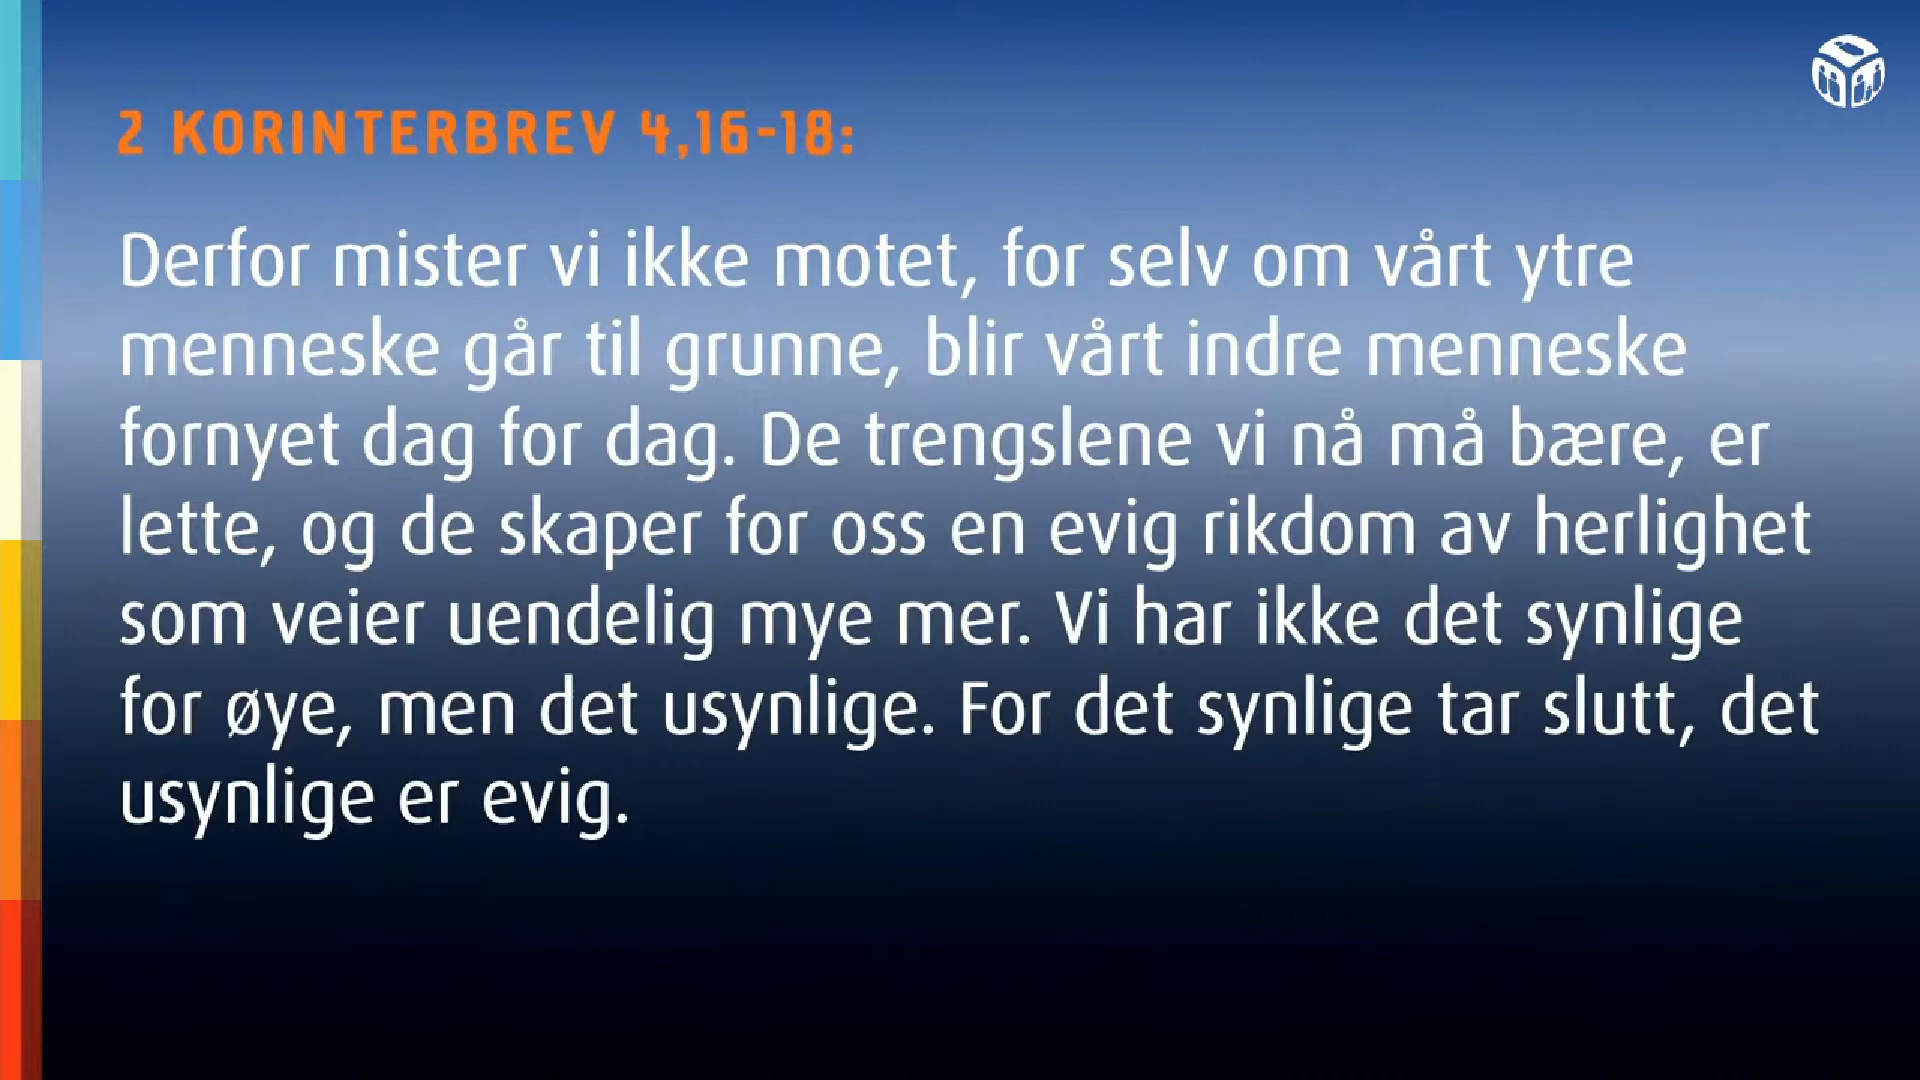 2 KORINTERBREV 4,16-18:
Derfor mister vi ikke motet, for selv om vårt ytre
menneske går til grunne, blir vårt indre menneske
fornyet dag for dag. De trengslene vi nå må bære, er
lette, og de skaper for oss en evig rikdom av herlighet
som veier uendelig mye mer. Vi har ikke det synlige
for øye, men det usynlige. For det synlige tar slutt, det
usynlige er evig.